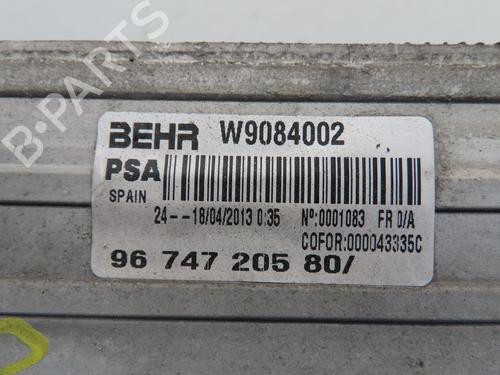 BEHR W9084002
PSA
SPAIN
24--18/04/2013 0:35 Nº:0001083 FR 0/A
COFOR:000043335C
96 747 205 80/
B-PARTS